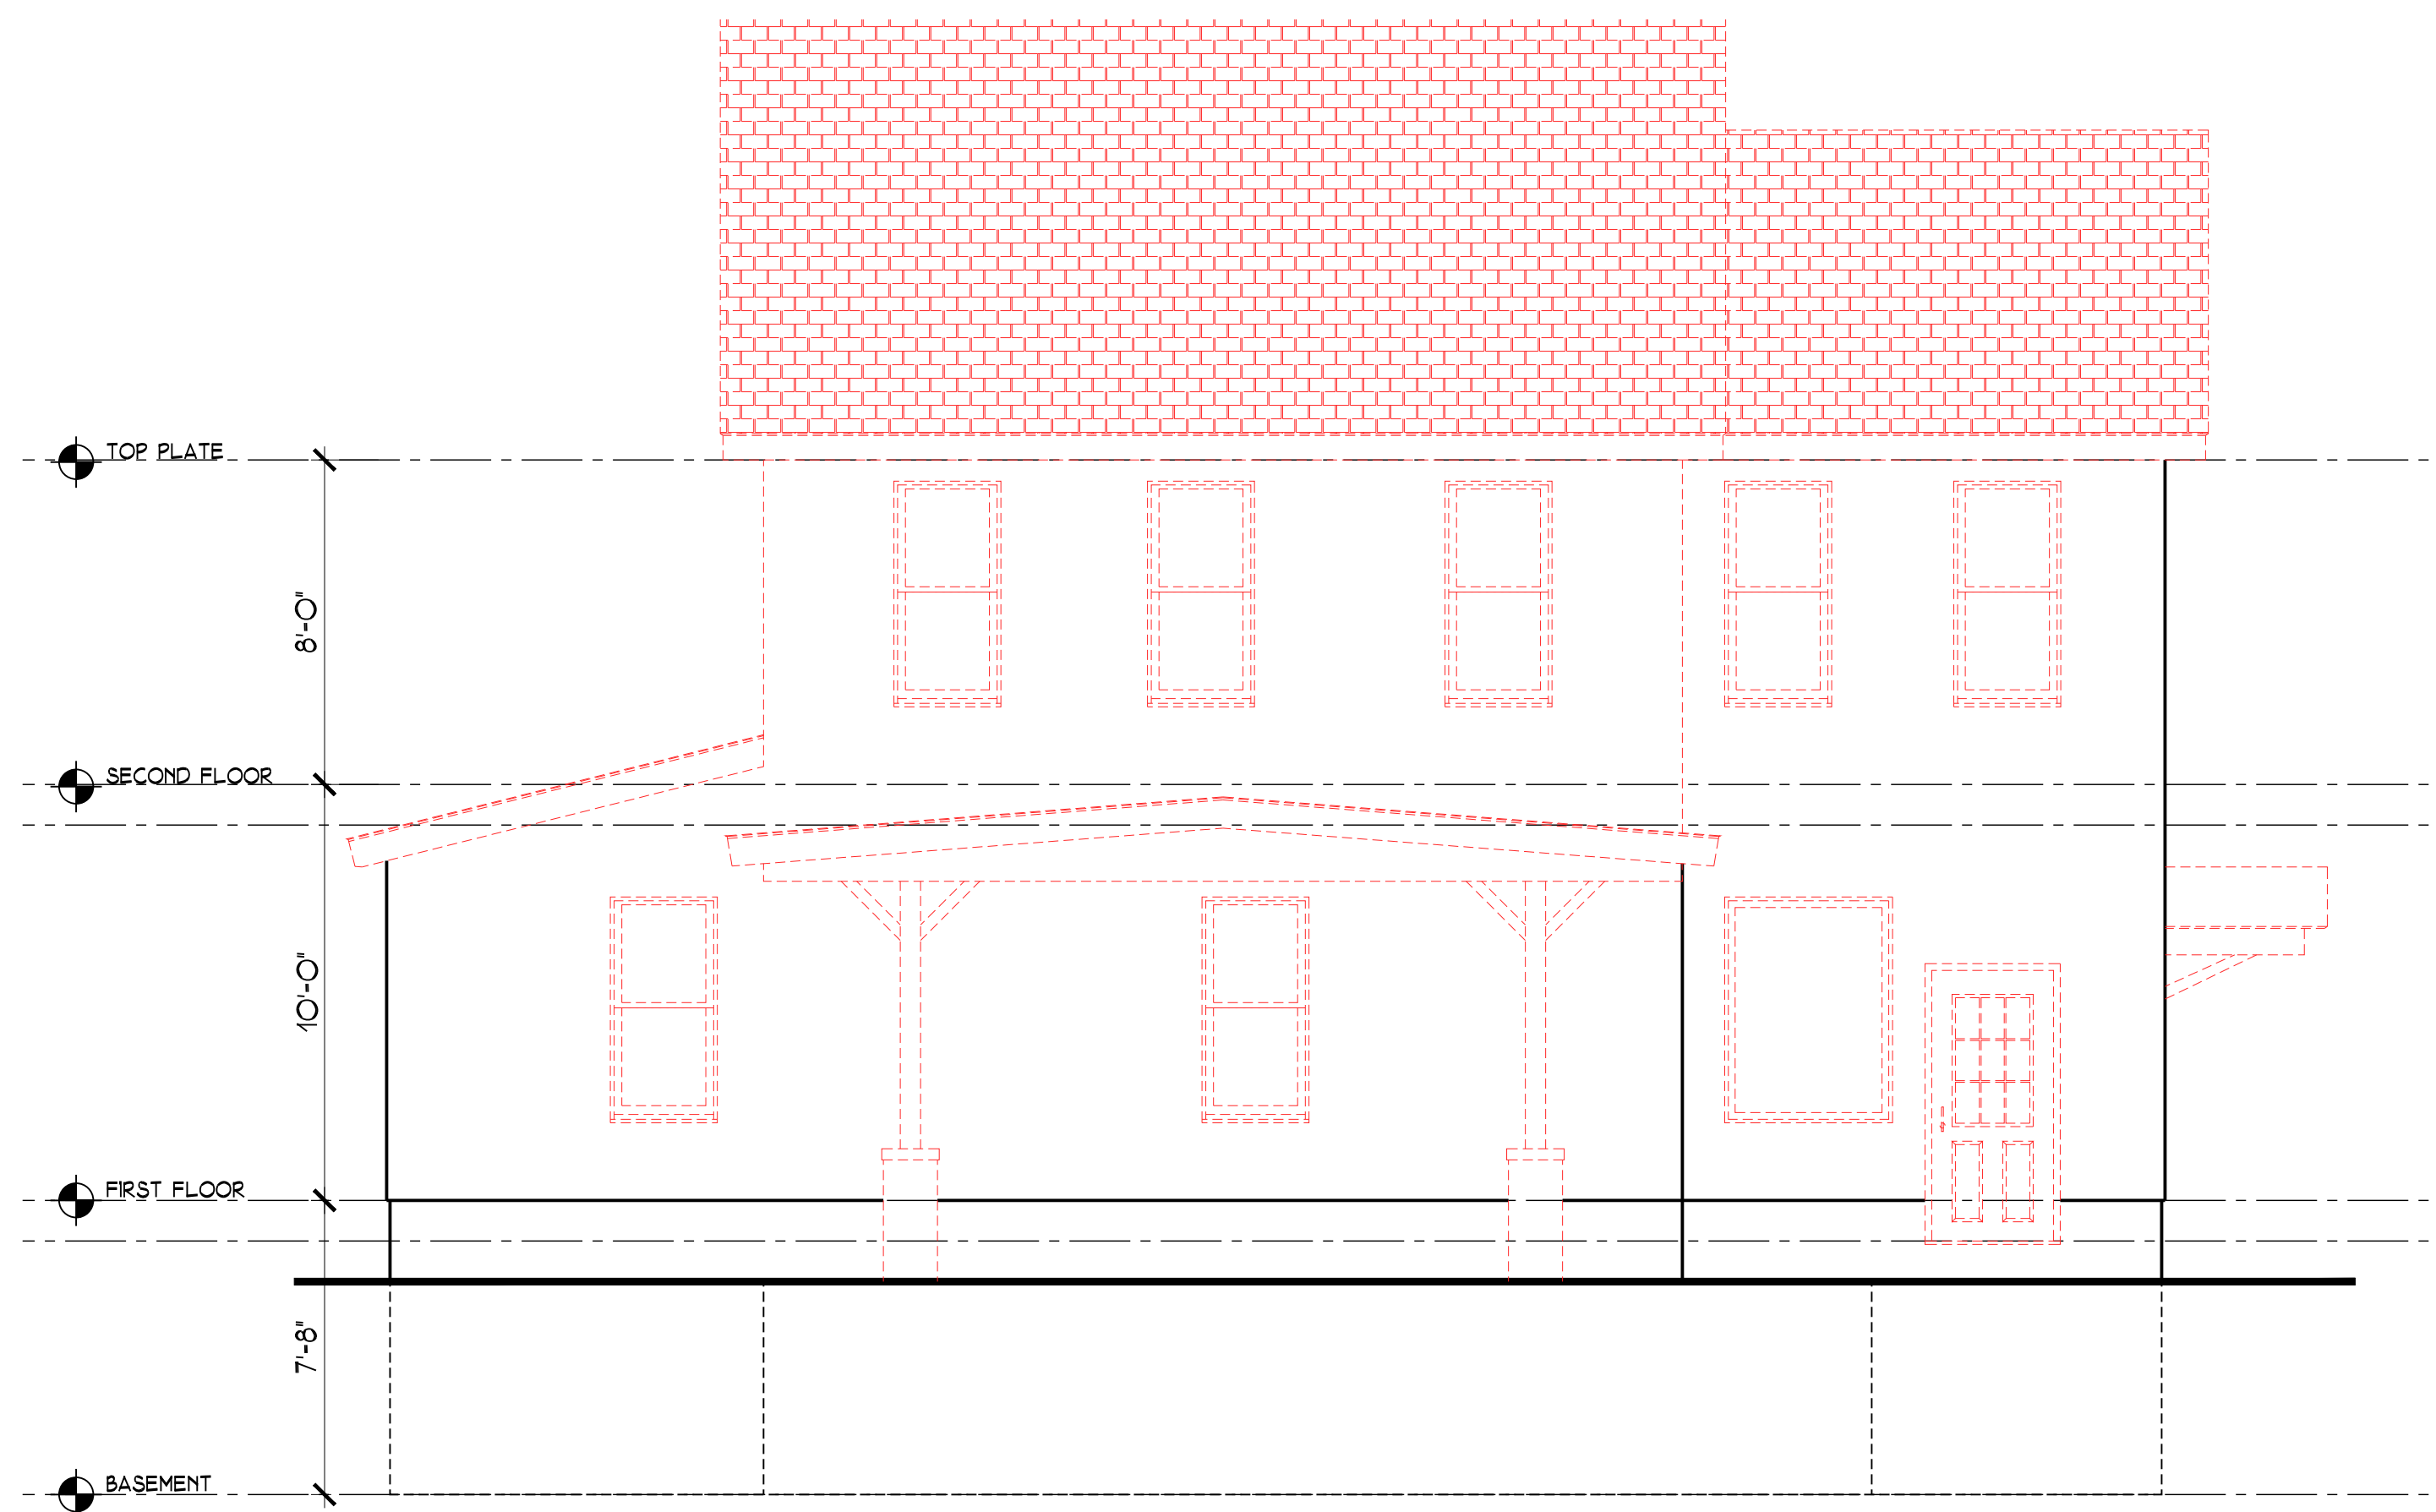 TOP PLATE
8'-0"
SECOND FLOOR
10'-0"
FIRST FLOOR
7'-8"
BASEMENT